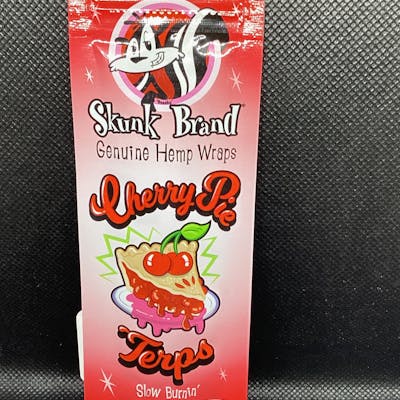 Skunk Brand
Genuine Hemp Wraps
Cherry Pie
Terps
Slow Burnin'